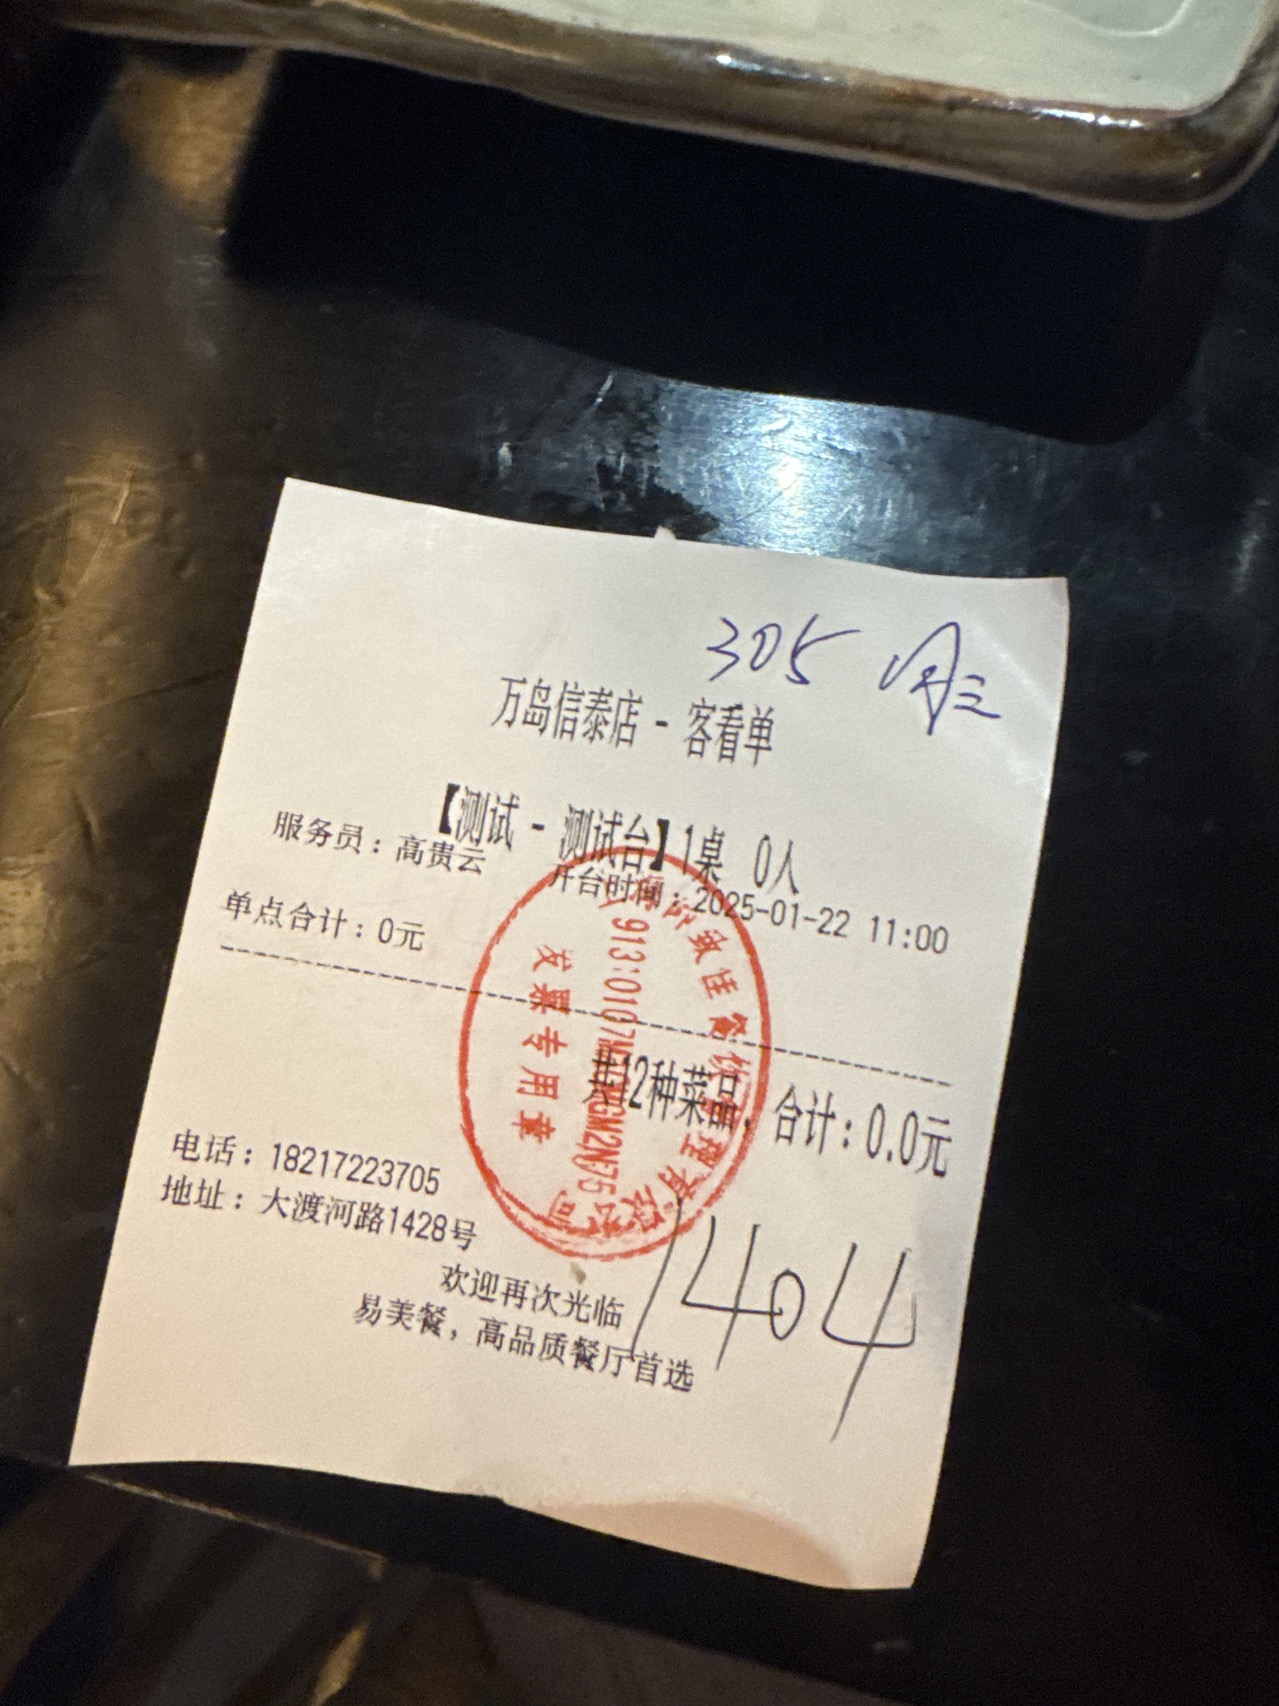 305
万岛信泰店 - 客看单
【测试 - 测试台】1桌 0人
服务员：高贵云 开台时间：2025-01-22 11:00
单点合计：0元
共12种菜品，合计：0.0元
发票专用章
电话：18217223705
地址：大渡河路1428号
1404
欢迎再次光临
易美餐，高品质餐厅首选